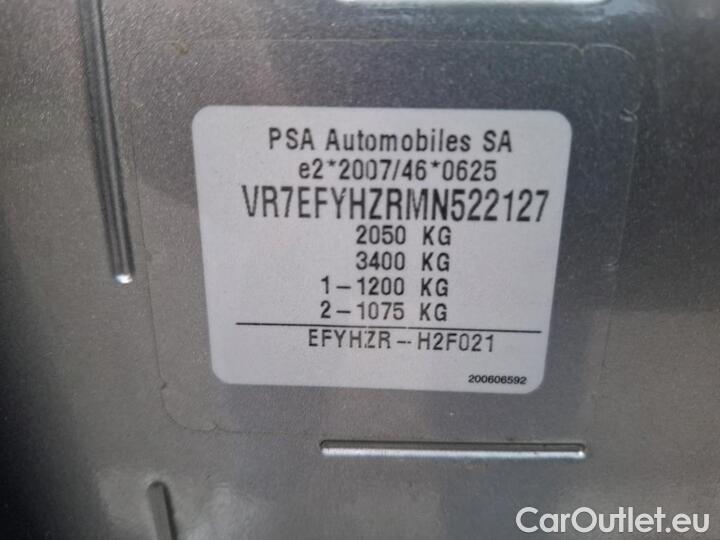 PSA Automobiles SA
e2*2007/46*0625
VR7EFYHZRMN522127
2050 KG
3400 KG
1-1200 KG
2-1075 KG
EFYHZR--H2F021
200606592
CarOutlet.eu